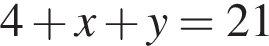 4 + x + y = 21